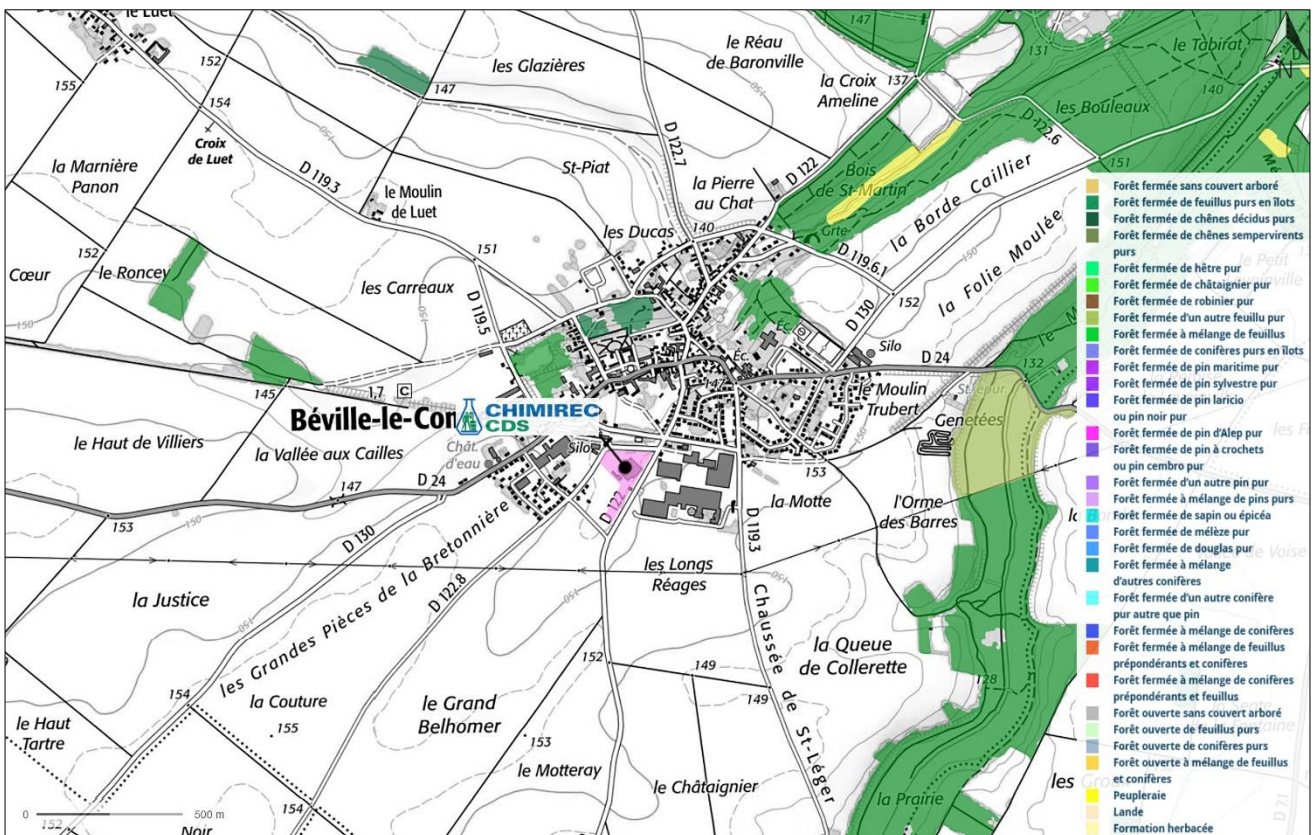 le Luet
152
155
154
Croix
de Luet
la Marnière
Panon
D 119.3
147
les Glazières
le Réau
de Baronville
147
131
le Tabirat
N
la Croix
Ameline
137
140
les Bouleaux
D 122.6
151
D 122.7
D 122
St-Piat
le Moulin
de Luet
la Pierre
au Chat
Bois
de St-Martin
Grte
la Borde Caillier
152
Cœur
le Roncey
les Carreaux
151
D 119.5
les Ducas
140
D 119.6.1
la Folie Moulée
150
150
150
150
150
D 130
152
Éc.
Silo
D 24
132
145
1,7
C
Éc.
147
le Moulin
Trubert
Genetées
Béville-le-Com
CHIMIREC
CDS
le Haut de Villiers
la Vallée aux Cailles
Chât.
d'eau
Silo
153
147
153
D 24
D 122
la Motte
l'Orme
des Barres
D 130
les Grandes Pièces de la Bretonnière
D 122.8
les Longs
Réages
D 119.3
Chaussée de St-Léger
la Justice
150
150
150
la Queue
de Collerette
152
149
149
128
154
la Couture
155
le Grand
Belhomer
le Haut
Tartre
153
le Motteray
le Châtaignier
la Prairie
154
152
Noir
0
500 m
Forêt fermée sans couvert arboré
Forêt fermée de feuillus purs en îlots
Forêt fermée de chênes décidus purs
Forêt fermée de chênes sempervirents
purs
Forêt fermée de hêtre pur
Forêt fermée de châtaignier pur
Forêt fermée de robinier pur
Forêt fermée d'un autre feuillu pur
Forêt fermée à mélange de feuillus
Forêt fermée de conifères purs en îlots
Forêt fermée de pin maritime pur
Forêt fermée de pin sylvestre pur
Forêt fermée de pin laricio
ou pin noir pur
Forêt fermée de pin d'Alep pur
Forêt fermée de pin à crochets
ou pin cembro pur
Forêt fermée d'un autre pin pur
Forêt fermée à mélange de pins purs
Forêt fermée de sapin ou épicéa
Forêt fermée de mélèze pur
Forêt fermée de douglas pur
Forêt fermée à mélange
d'autres conifères
Forêt fermée d'un autre conifère
pur autre que pin
Forêt fermée à mélange de conifères
Forêt fermée à mélange de feuillus
prépondérants et conifères
Forêt fermée à mélange de conifères
prépondérants et feuillus
Forêt ouverte sans couvert arboré
Forêt ouverte de feuillus purs
Forêt ouverte de conifères purs
Forêt ouverte à mélange de feuillus
et conifères
Peupleraie
Lande
Formation herbacée